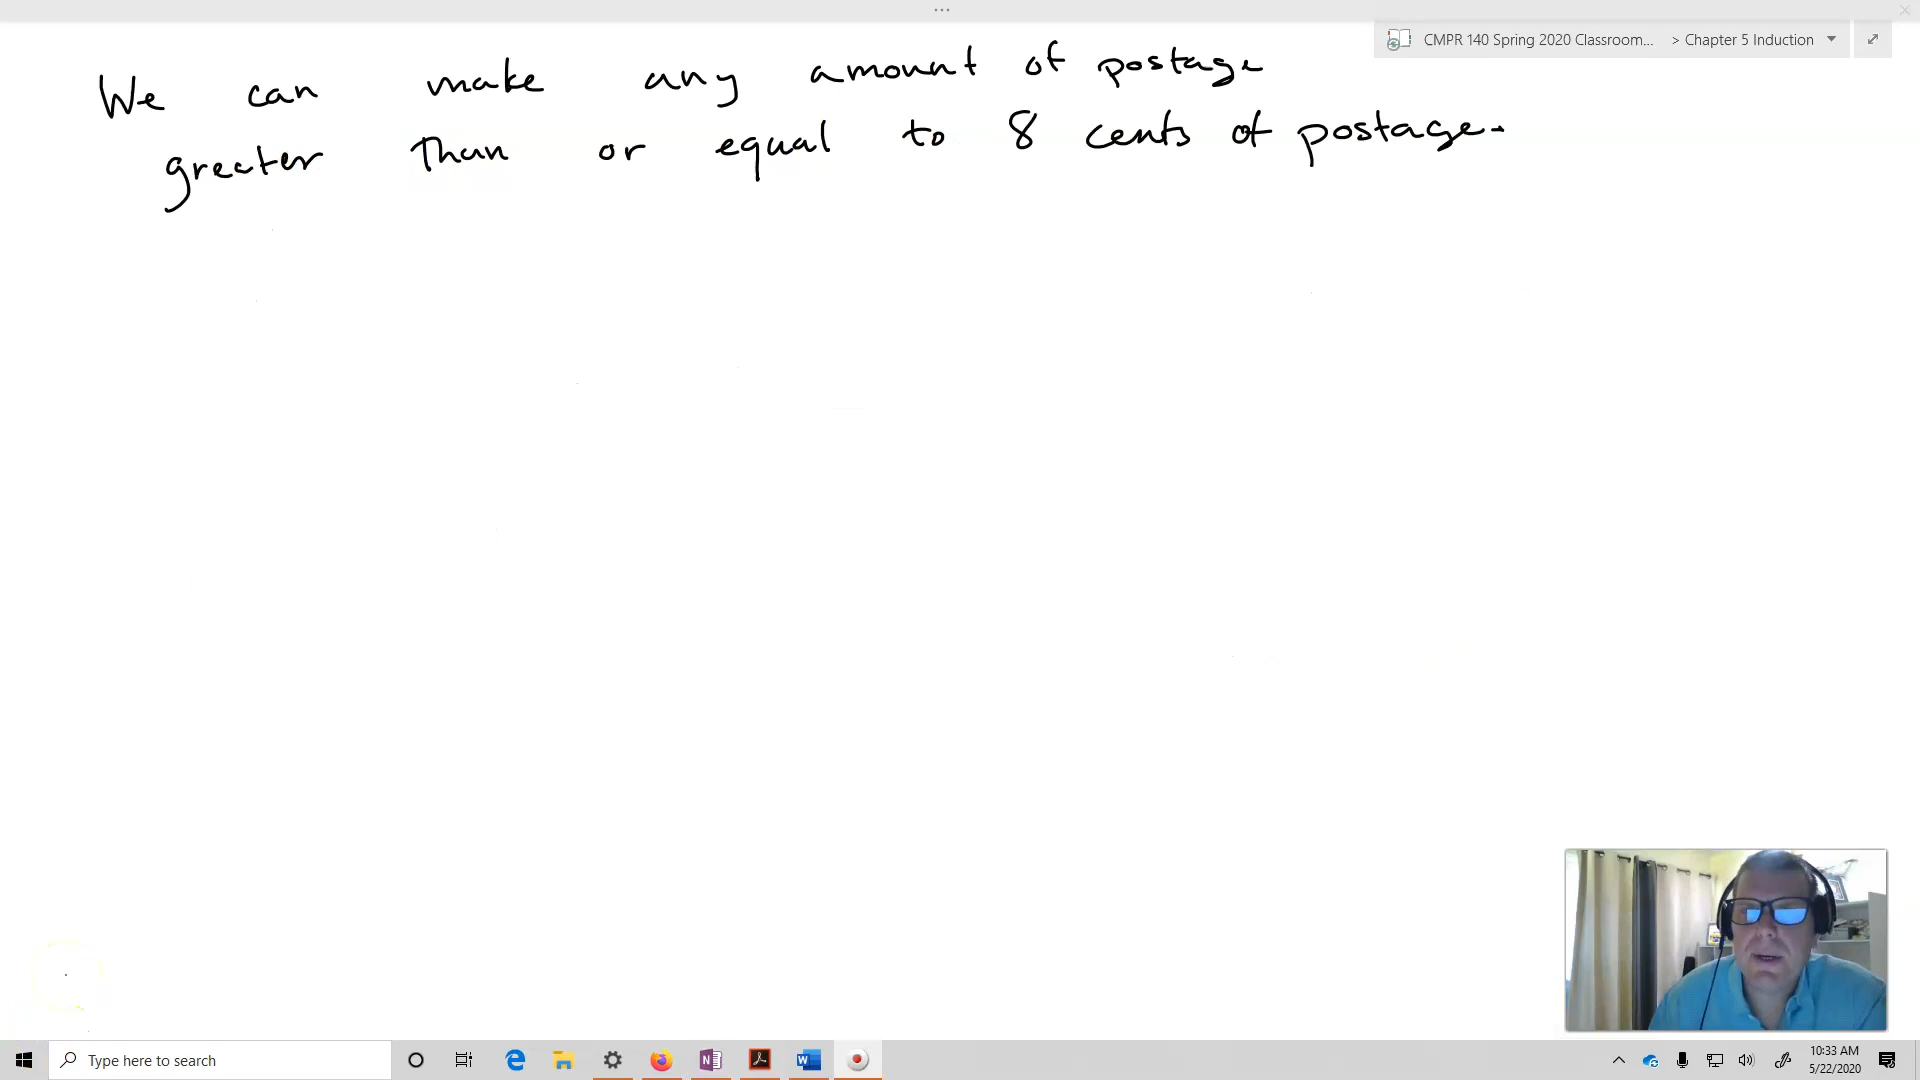 ...
CMPR 140 Spring 2020 Classroom... > Chapter 5 Induction
We can make any amount of postage
greater than or equal to 8 cents of postage.
Type here to search
10:33 AM
5/22/2020